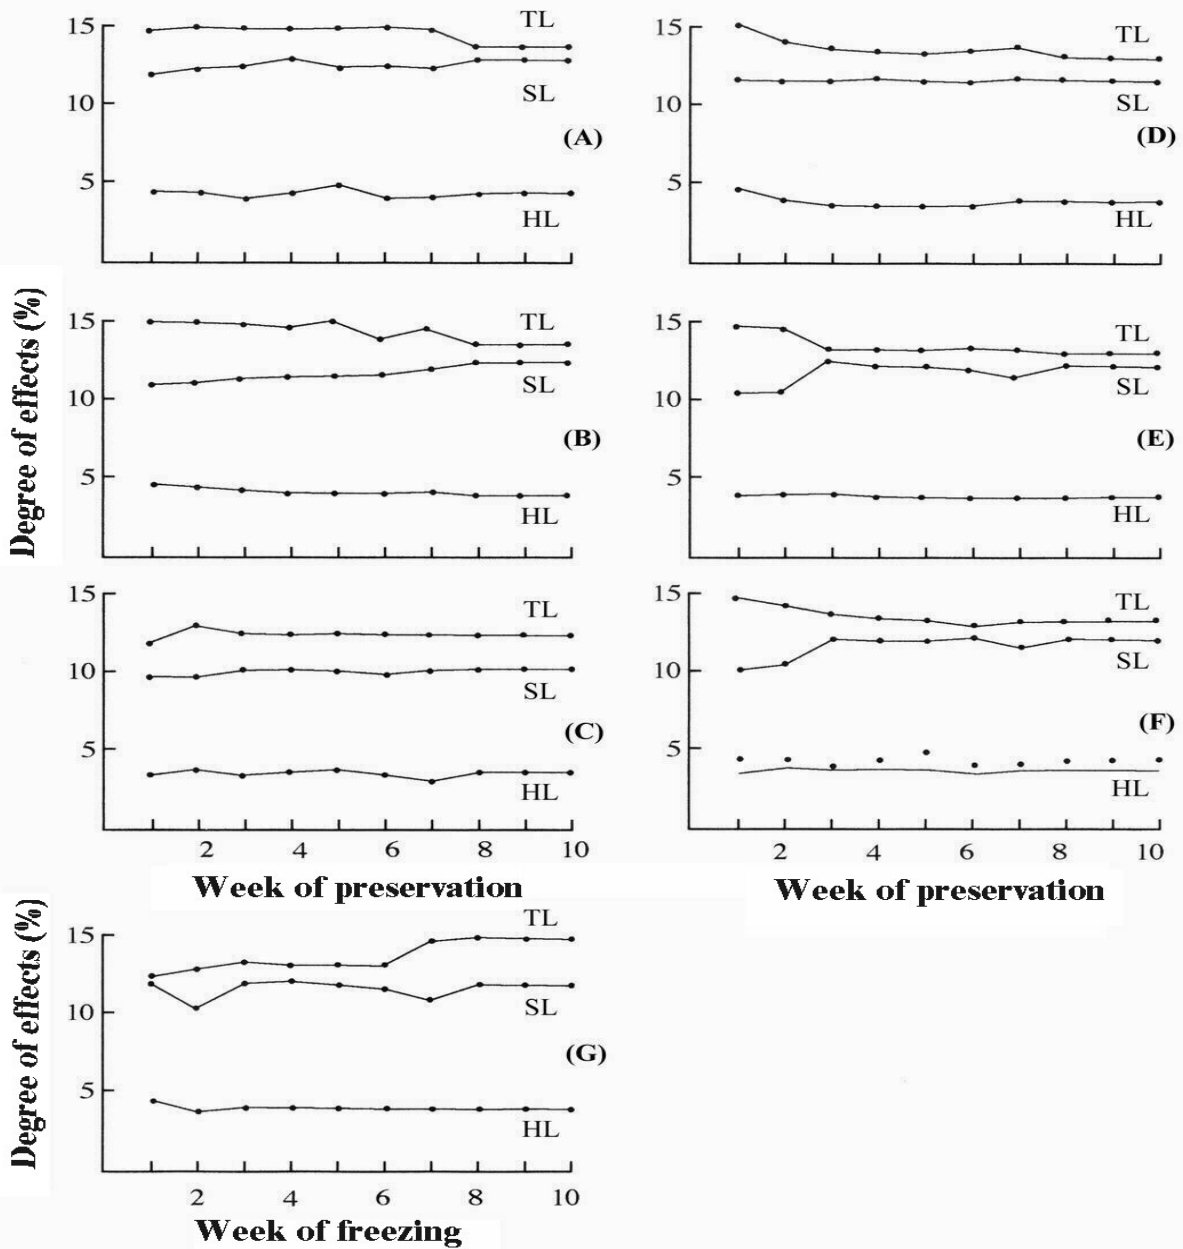 15
TL
10
SL
(A)
5
HL
15
TL
10
SL
(D)
5
HL
Degree of effects (%)
15
TL
SL
10
(B)
5
HL
15
TL
SL
10
(E)
5
HL
15
TL
10
SL
(C)
5
HL
2 4 6 8 10
Week of preservation
15
TL
SL
10
(F)
5
HL
2 4 6 8 10
Week of preservation
Degree of effects (%)
TL
15
SL
10
(G)
5
HL
2 4 6 8 10
Week of freezing